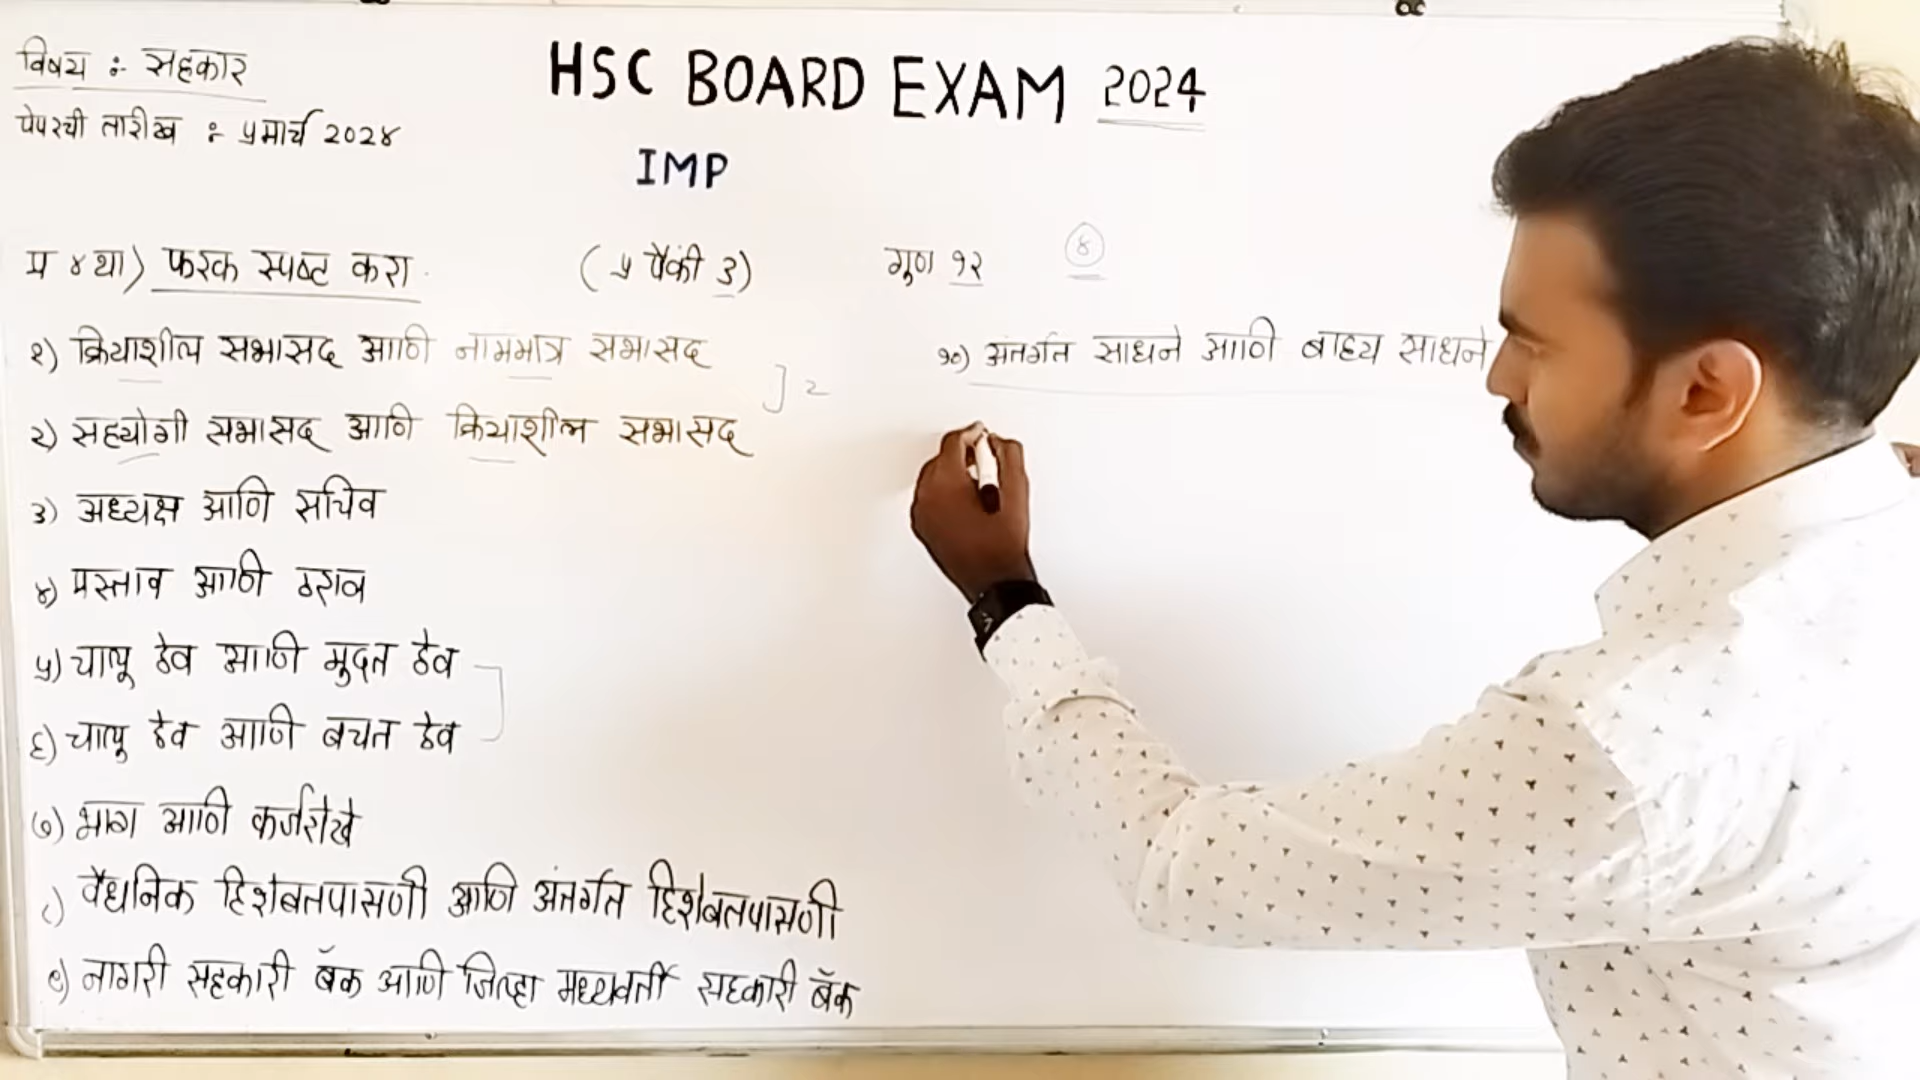 विषय :- सहकार
पेपरची तारीख :- ५ मार्च २०२४
HSC BOARD EXAM 2024
IMP
प्र ४ था) फरक स्पष्ट करा.
(५ पैकी ३)
गुण १२
४
१) क्रियाशील सभासद आणि नाममात्र सभासद
२) सहयोगी सभासद आणि क्रियाशील सभासद
] २
३) अध्यक्ष आणि सचिव
४) प्रस्ताव आणि ठराव
५) चालू ठेव आणि मुदत ठेव
६) चालू ठेव आणि बचत ठेव
७) भाग आणि कर्जरोखे
८) वैधानिक हिशेबतपासणी आणि अंतर्गत हिशेबतपासणी
९) नागरी सहकारी बँक आणि जिल्हा मध्यवर्ती सहकारी बँक
१०) अंतर्गत साधने आणि बाह्य साधने